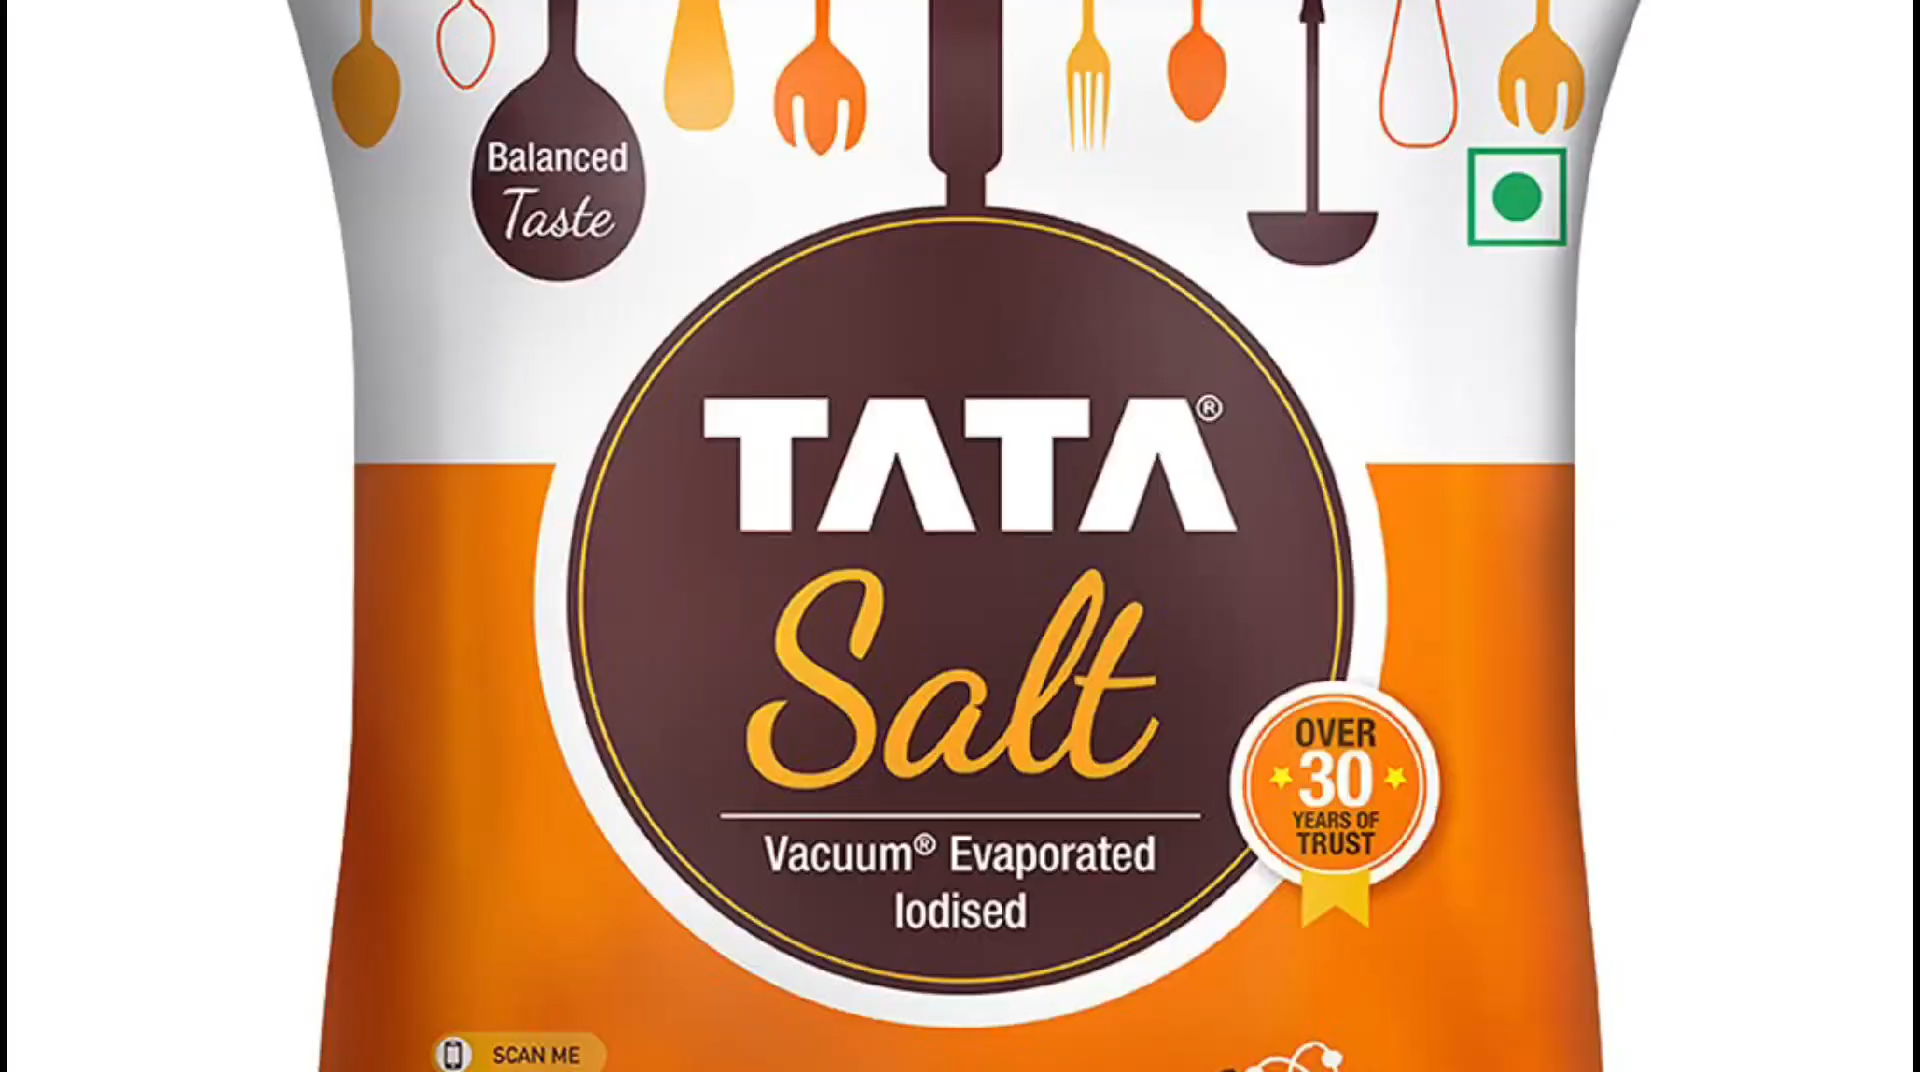 Balanced
Taste
TATA®
Salt
Vacuum® Evaporated
Iodised
OVER
30
YEARS OF
TRUST
SCAN ME